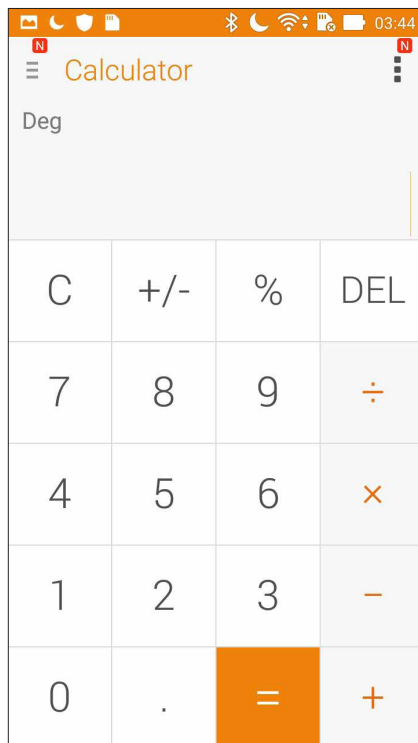 03:44
N N
Calculator
Deg
C +/- % DEL
7 8 9 ÷
4 5 6 ×
1 2 3 −
0 . = +